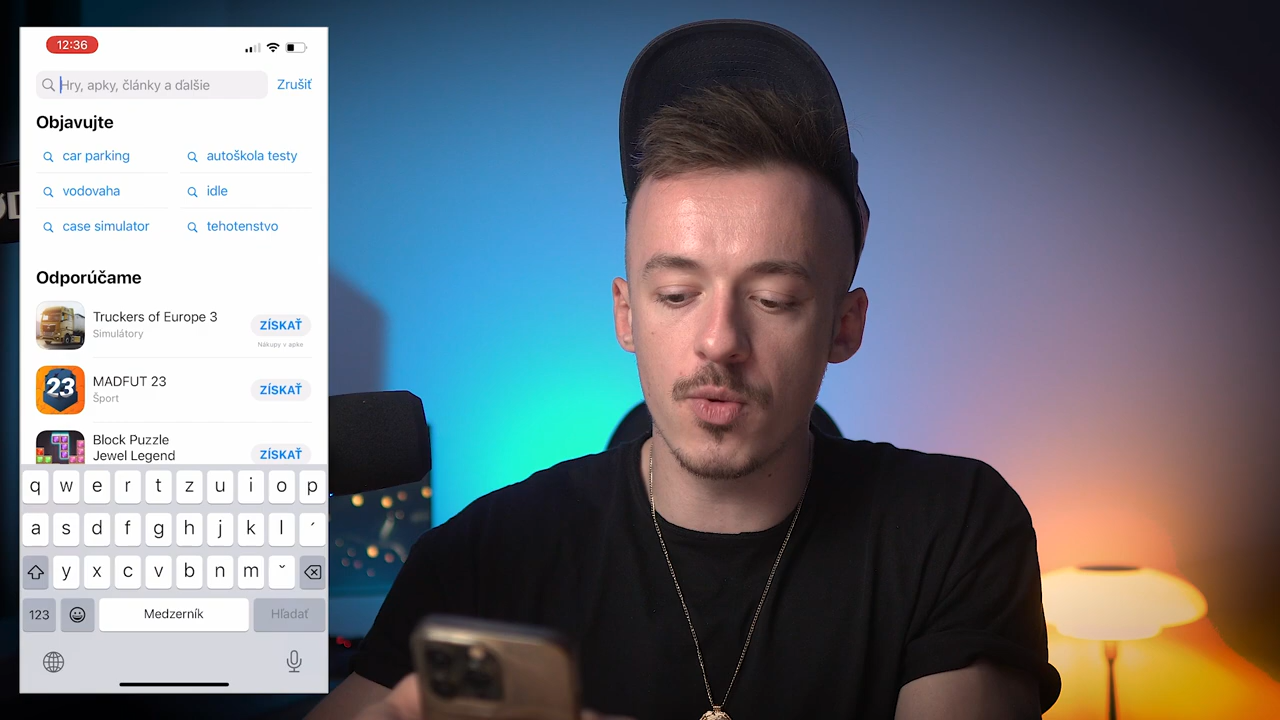 12:36
Hry, apky, články a ďalšie
Zrušiť
Objavujte
car parking
autoškola testy
vodovaha
idle
case simulator
tehotenstvo
Odporúčame
Truckers of Europe 3
Simulátory
ZÍSKAŤ
Nákupy v apke
23
MADFUT 23
Šport
ZÍSKAŤ
Block Puzzle
Jewel Legend
ZÍSKAŤ
q w e r t z u i o p
a s d f g h j k l ´
y x c v b n m ˇ
123
Medzerník
Hľadať